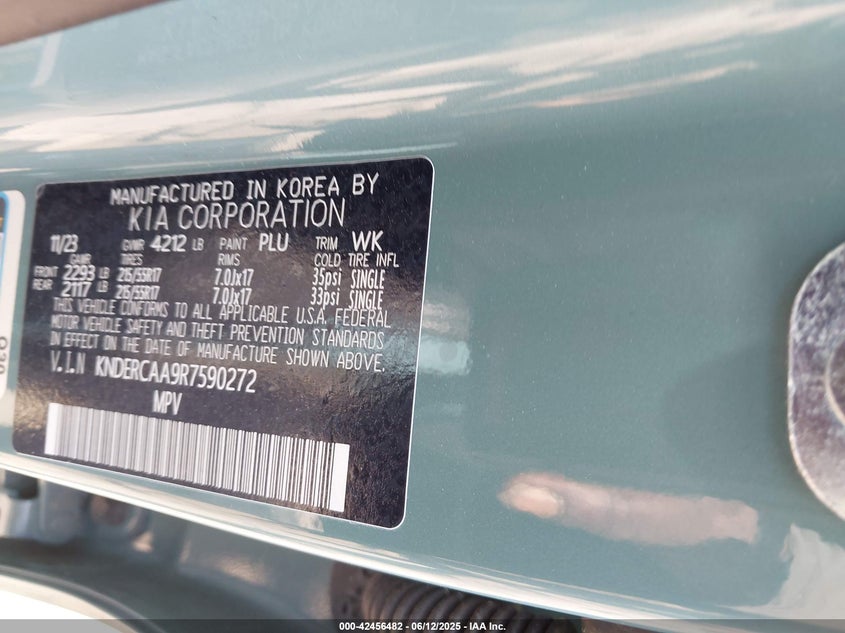 MANUFACTURED IN KOREA BY
KIA CORPORATION
11/23 GVWR 4212 LB PAINT PLU TRIM WK
GAWR TIRES RIMS COLD TIRE INFL
FRONT 2293 LB 215/55R17 7.0Jx17 35psi SINGLE
REAR 2117 LB 215/55R17 7.0Jx17 33psi SINGLE
THIS VEHICLE CONFORMS TO ALL APPLICABLE U.S.A. FEDERAL
MOTOR VEHICLE SAFETY AND THEFT PREVENTION STANDARDS
IN EFFECT ON THE DATE OF MANUFACTURE SHOWN ABOVE.
V.I.N KNDERCAA9R7590272
MPV
000-42456482 - 06/12/2025 - IAA Inc.